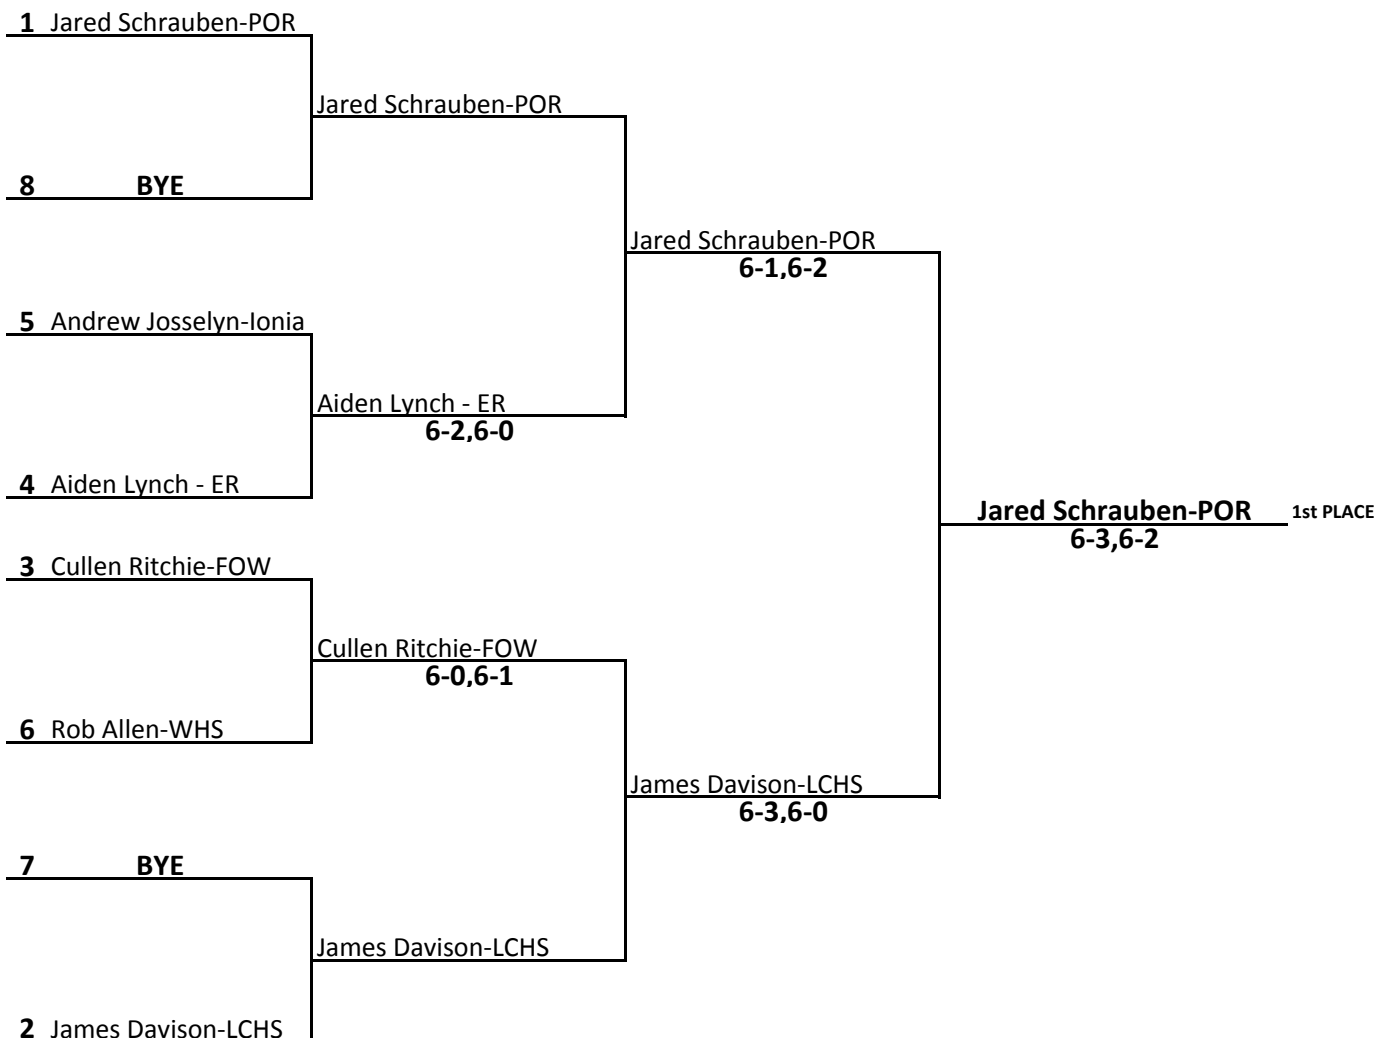 1 Jared Schrauben-POR
Jared Schrauben-POR
8 BYE
Jared Schrauben-POR
6-1,6-2
5 Andrew Josselyn-Ionia
Aiden Lynch - ER
6-2,6-0
4 Aiden Lynch - ER
Jared Schrauben-POR 1st PLACE
6-3,6-2
3 Cullen Ritchie-FOW
Cullen Ritchie-FOW
6-0,6-1
6 Rob Allen-WHS
James Davison-LCHS
6-3,6-0
7 BYE
James Davison-LCHS
2 James Davison-LCHS